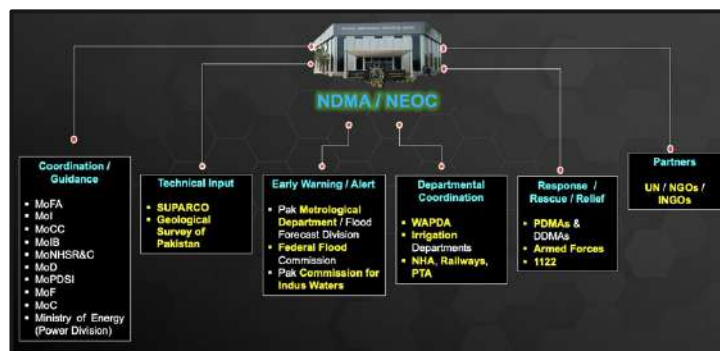 NDMA / NEOC
Coordination /
Guidance
• MoFA
• MoI
• MoCC
• MoIB
• MoNHSR&C
• MoD
• MoPDSI
• MoF
• MoC
• Ministry of Energy
(Power Division)
Technical Input
• SUPARCO
• Geological
Survey of
Pakistan
Early Warning / Alert
• Pak Metrological
Department / Flood
Forecast Division
• Federal Flood
Commission
• Pak Commission for
Indus Waters
Departmental
Coordination
• WAPDA
• Irrigation
Departments
• NHA, Railways,
PTA
Response /
Rescue / Relief
• PDMAs &
DDMAs
• Armed Forces
• 1122
Partners
UN / NGOs /
INGOs